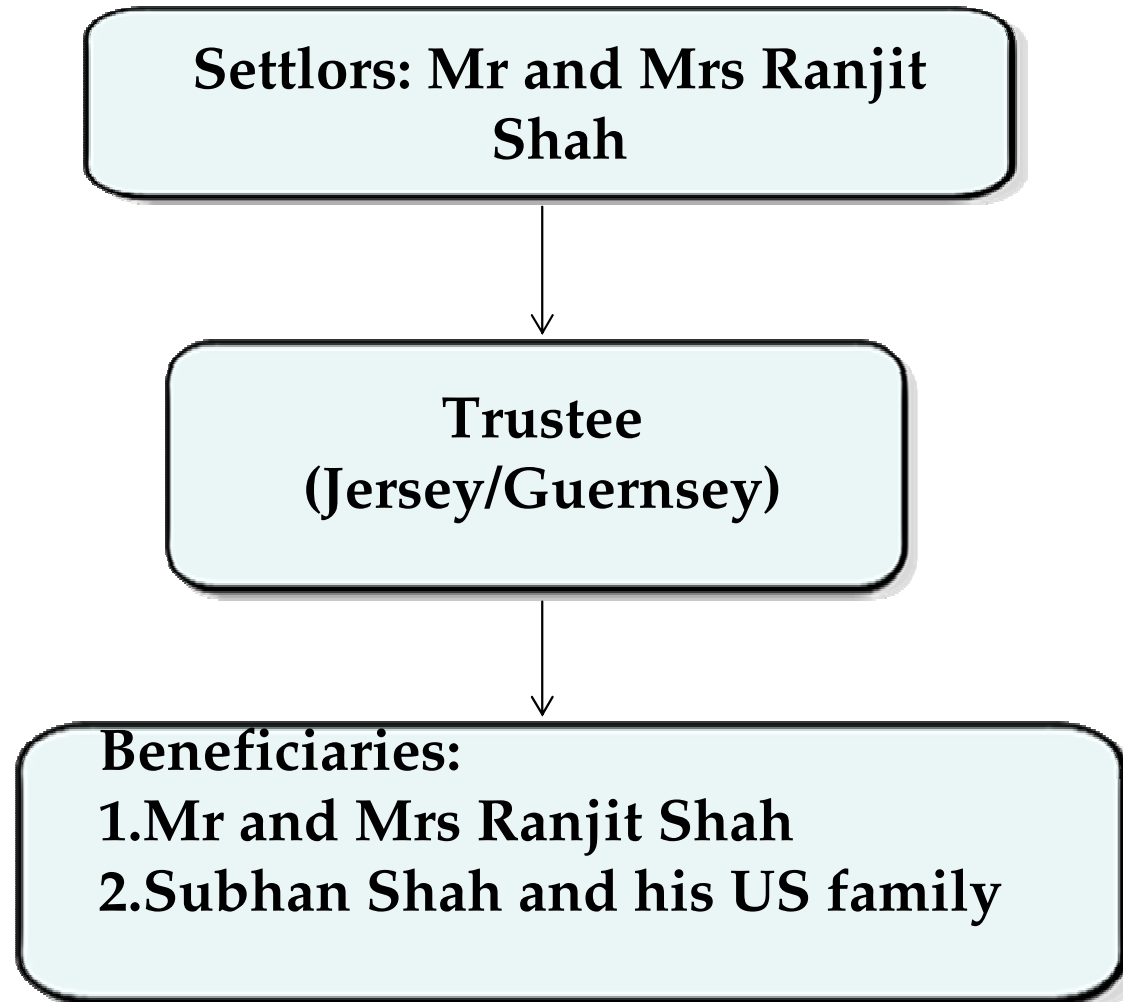 Settlors: Mr and Mrs Ranjit
Shah
Trustee
(Jersey/Guernsey)
Beneficiaries:
1.Mr and Mrs Ranjit Shah
2.Subhan Shah and his US family